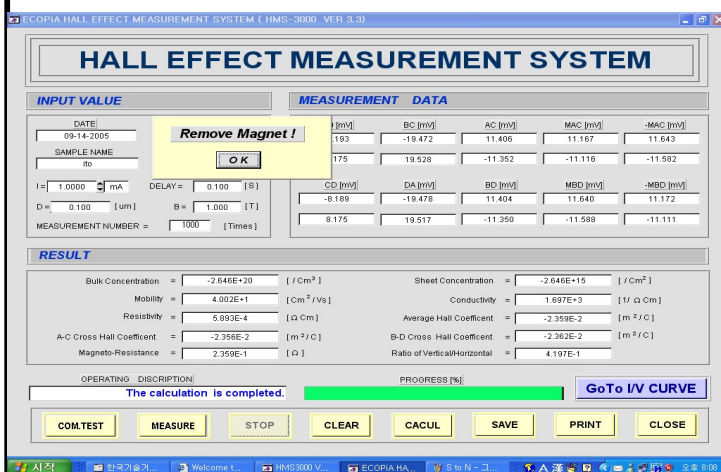 ECOPiA HALL EFFECT MEASUREMENT SYSTEM ( HMS-3000 VER 3.3)
HALL EFFECT MEASUREMENT SYSTEM
INPUT VALUE
DATE
09-14-2005
SAMPLE NAME
ito
I = 1.0000 mA DELAY = 0.100 [S]
D = 0.100 [um] B = 1.000 [T]
MEASUREMENT NUMBER = 1000 [Times]
Remove Magnet !
OK
MEASUREMENT DATA
[mV] BC [mV] AC [mV] MAC [mV] -MAC [mV]
.193 -19.472 11.406 11.167 11.643
.175 19.528 -11.352 -11.116 -11.582
CD [mV] DA [mV] BD [mV] MBD [mV] -MBD [mV]
-8.189 -19.478 11.404 11.640 11.172
8.175 19.517 -11.350 -11.588 -11.111
RESULT
Bulk Concentration = -2.646E+20 [ /Cm³ ] Sheet Concentration = -2.646E+15 [ /Cm² ]
Mobility = 4.002E+1 [Cm²/Vs] Conductivity = 1.697E+3 [1/ Ω Cm]
Resistivity = 5.893E-4 [Ω Cm] Average Hall Coefficent = -2.359E-2 [m²/C]
A-C Cross Hall Coefficent = -2.356E-2 [m²/C] B-D Cross Hall Coefficent = -2.362E-2 [m²/C]
Magneto-Resistance = 2.359E-1 [Ω] Ratio of Vertical/Horizontal = 4.197E-1
OPERATING DISCRIPTION
The calculation is completed.
PROGRESS [%]
GoTo I/V CURVE
COM.TEST MEASURE STOP CLEAR CACUL SAVE PRINT CLOSE
시작 한국기술거... Welcome t... HMS3000 V... ECOPIA HA... S to N - 그... A 漢 오후 8:08